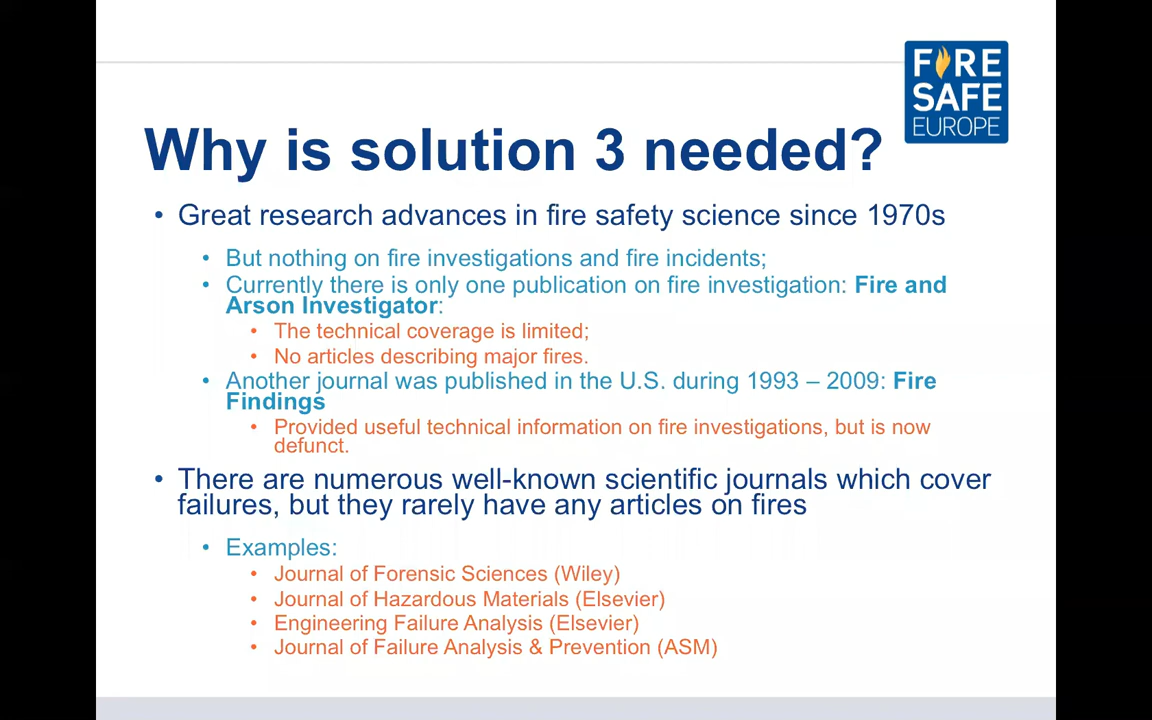 FIRE
SAFE
EUROPE
Why is solution 3 needed?
• Great research advances in fire safety science since 1970s
• But nothing on fire investigations and fire incidents;
• Currently there is only one publication on fire investigation: Fire and
Arson Investigator:
• The technical coverage is limited;
• No articles describing major fires.
• Another journal was published in the U.S. during 1993 – 2009: Fire
Findings
• Provided useful technical information on fire investigations, but is now
defunct.
• There are numerous well-known scientific journals which cover
failures, but they rarely have any articles on fires
• Examples:
• Journal of Forensic Sciences (Wiley)
• Journal of Hazardous Materials (Elsevier)
• Engineering Failure Analysis (Elsevier)
• Journal of Failure Analysis & Prevention (ASM)